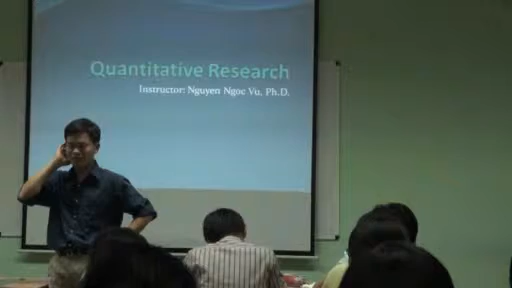 Quantitative Research
Instructor: Nguyen Ngoc Vu, Ph.D.